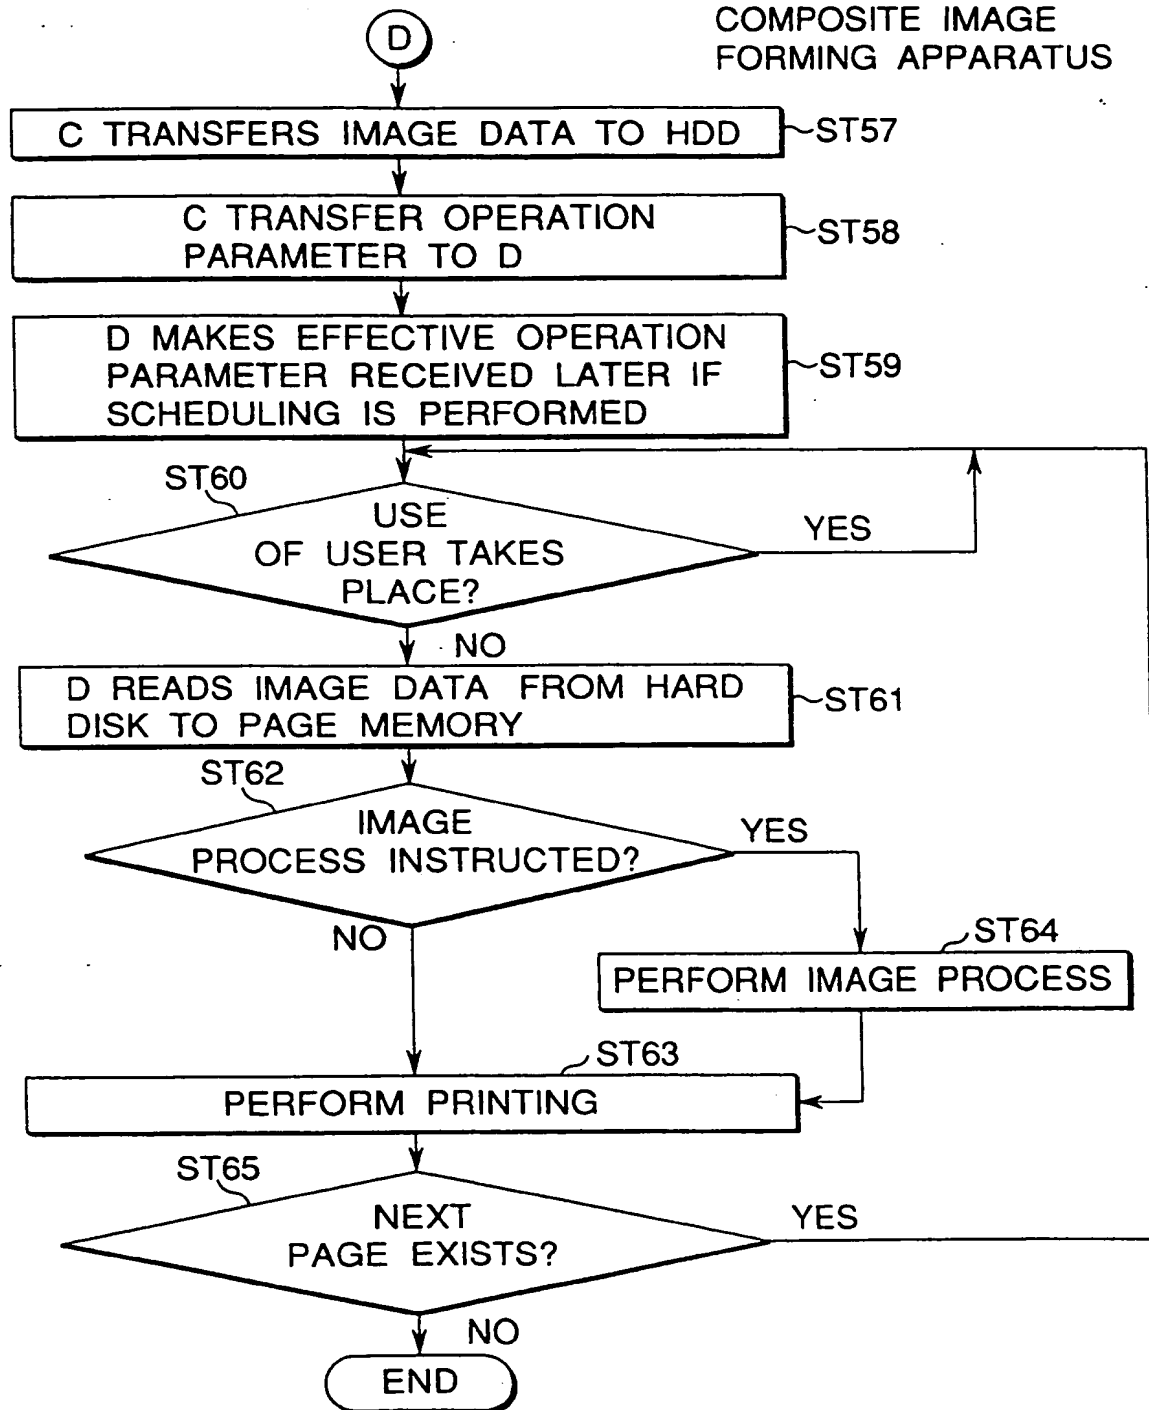 D
COMPOSITE IMAGE
FORMING APPARATUS
C TRANSFERS IMAGE DATA TO HDD
ST57
C TRANSFER OPERATION
PARAMETER TO D
ST58
D MAKES EFFECTIVE OPERATION
PARAMETER RECEIVED LATER IF
SCHEDULING IS PERFORMED
ST59
ST60
USE
OF USER TAKES
PLACE?
YES
NO
D READS IMAGE DATA FROM HARD
DISK TO PAGE MEMORY
ST61
ST62
IMAGE
PROCESS INSTRUCTED?
YES
NO
ST64
PERFORM IMAGE PROCESS
ST63
PERFORM PRINTING
ST65
NEXT
PAGE EXISTS?
YES
NO
END